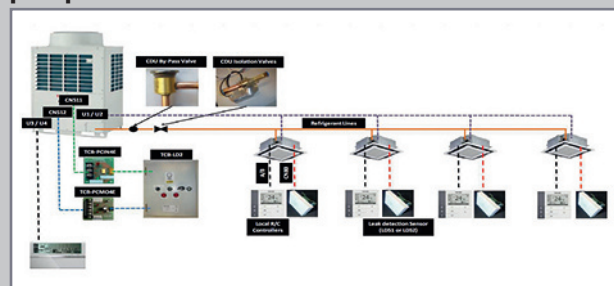 CDU By-Pass Valve
CDU Isolation Valves
CN511
CN512
U1 / U2
U3 / U4
Refrigerant Lines
TCB-PCIN4E
TCB-LD2
TCB-PCMO4E
A/B
CN80
Local R/C
Controllers
Leak detection Sensor
(LDS1 or LDS2)